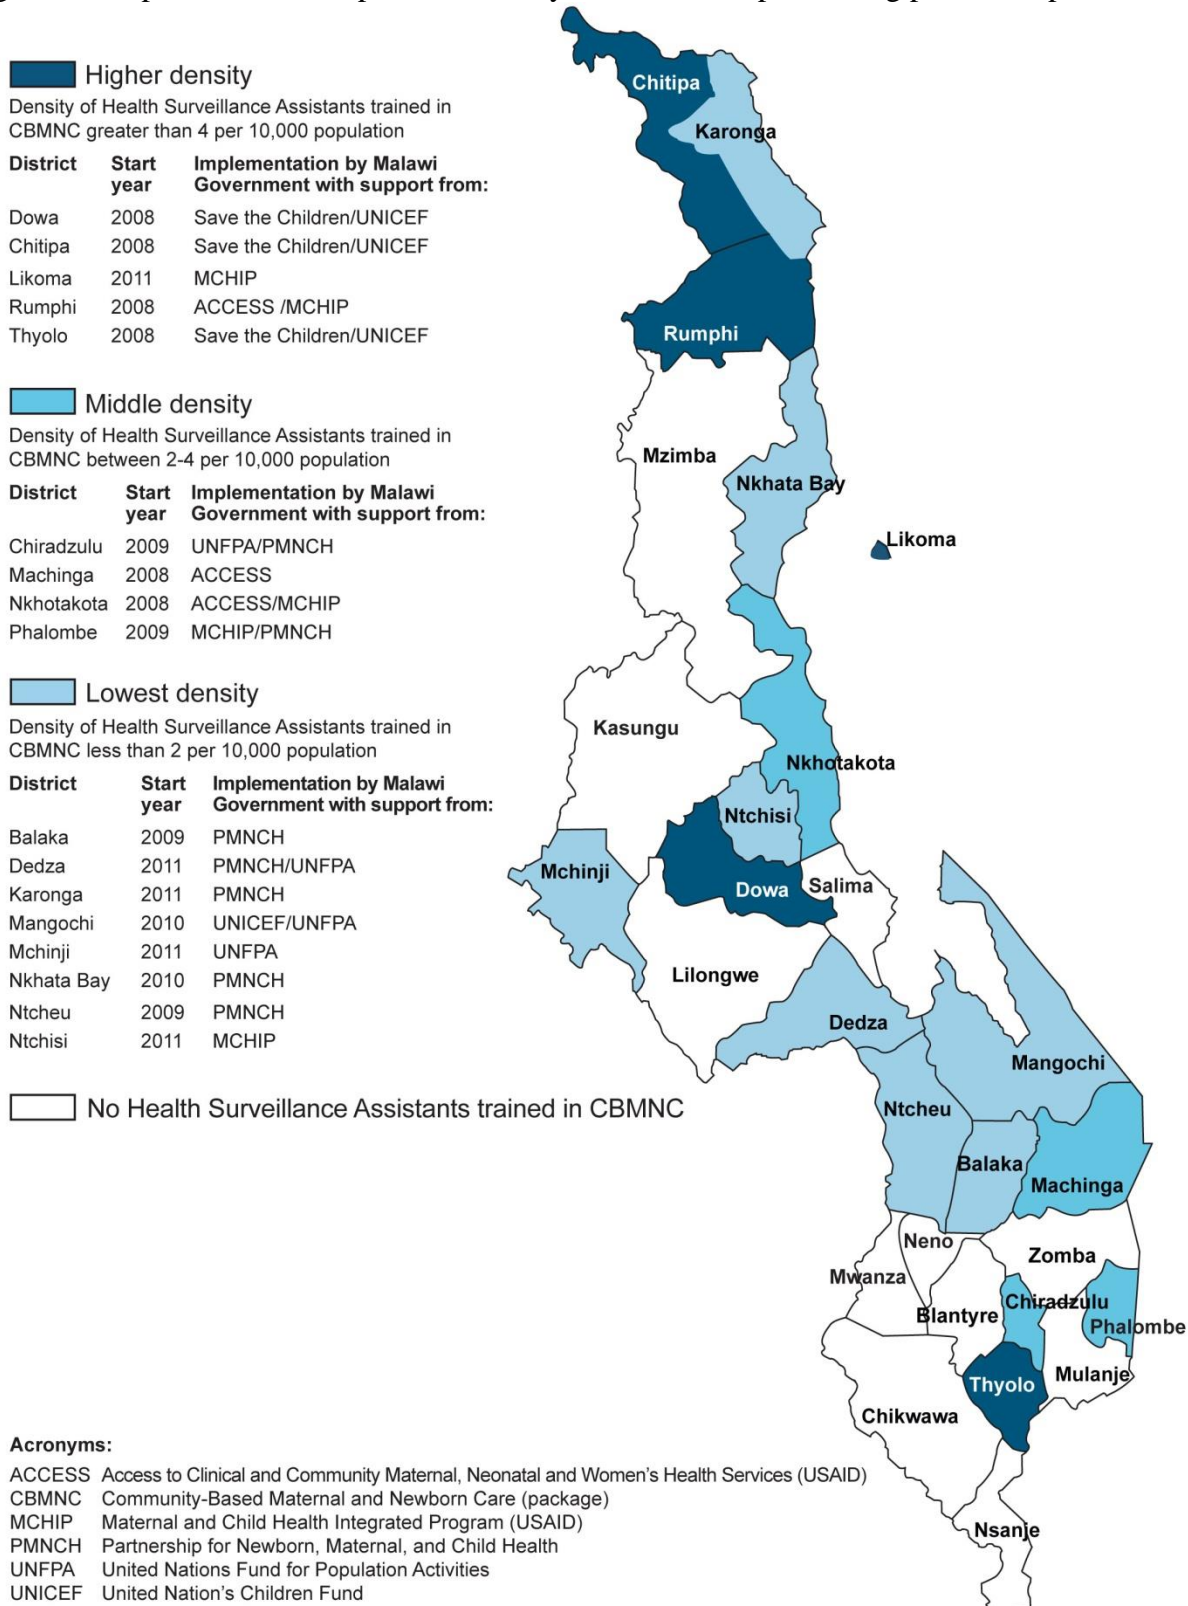 Higher density
Density of Health Surveillance Assistants trained in
CBMNC greater than 4 per 10,000 population
District Start year Implementation by Malawi Government with support from:
Dowa 2008 Save the Children/UNICEF
Chitipa 2008 Save the Children/UNICEF
Likoma 2011 MCHIP
Rumphi 2008 ACCESS /MCHIP
Thyolo 2008 Save the Children/UNICEF
Middle density
Density of Health Surveillance Assistants trained in
CBMNC between 2-4 per 10,000 population
District Start year Implementation by Malawi Government with support from:
Chiradzulu 2009 UNFPA/PMNCH
Machinga 2008 ACCESS
Nkhotakota 2008 ACCESS/MCHIP
Phalombe 2009 MCHIP/PMNCH
Lowest density
Density of Health Surveillance Assistants trained in
CBMNC less than 2 per 10,000 population
District Start year Implementation by Malawi Government with support from:
Balaka 2009 PMNCH
Dedza 2011 PMNCH/UNFPA
Karonga 2011 PMNCH
Mangochi 2010 UNICEF/UNFPA
Mchinji 2011 UNFPA
Nkhata Bay 2010 PMNCH
Ntcheu 2009 PMNCH
Ntchisi 2011 MCHIP
No Health Surveillance Assistants trained in CBMNC
Chitipa
Karonga
Rumphi
Mzimba
Nkhata Bay
Likoma
Kasungu
Nkhotakota
Ntchisi
Mchinji
Dowa
Salima
Lilongwe
Dedza
Mangochi
Ntcheu
Balaka
Machinga
Neno
Zomba
Mwanza
Blantyre
Chiradzulu
Phalombe
Thyolo
Mulanje
Chikwawa
Nsanje
Acronyms:
ACCESS Access to Clinical and Community Maternal, Neonatal and Women's Health Services (USAID)
CBMNC Community-Based Maternal and Newborn Care (package)
MCHIP Maternal and Child Health Integrated Program (USAID)
PMNCH Partnership for Newborn, Maternal, and Child Health
UNFPA United Nations Fund for Population Activities
UNICEF United Nation's Children Fund